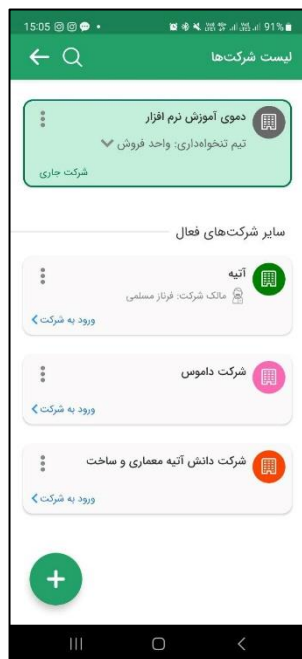 15:05 91%
لیست شرکت‌ها
دموی آموزش نرم افزار
تیم تنخواه‌داری: واحد فروش
شرکت جاری
سایر شرکت‌های فعال
آتیه
مالک شرکت: فرناز مسلمی
ورود به شرکت
شرکت داموس
ورود به شرکت
شرکت دانش آتیه معماری و ساخت
ورود به شرکت